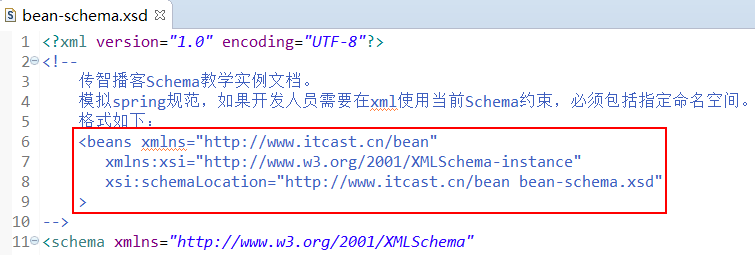 bean-schema.xsd
1 <?xml version="1.0" encoding="UTF-8"?>
2 <!--
3 传智播客Schema教学实例文档。
4 模拟spring规范，如果开发人员需要在xml使用当前Schema约束，必须包括指定命名空间。
5 格式如下：
6 <beans xmlns="http://www.itcast.cn/bean"
7 xmlns:xsi="http://www.w3.org/2001/XMLSchema-instance"
8 xsi:schemaLocation="http://www.itcast.cn/bean bean-schema.xsd"
9 >
10 -->
11 <schema xmlns="http://www.w3.org/2001/XMLSchema"